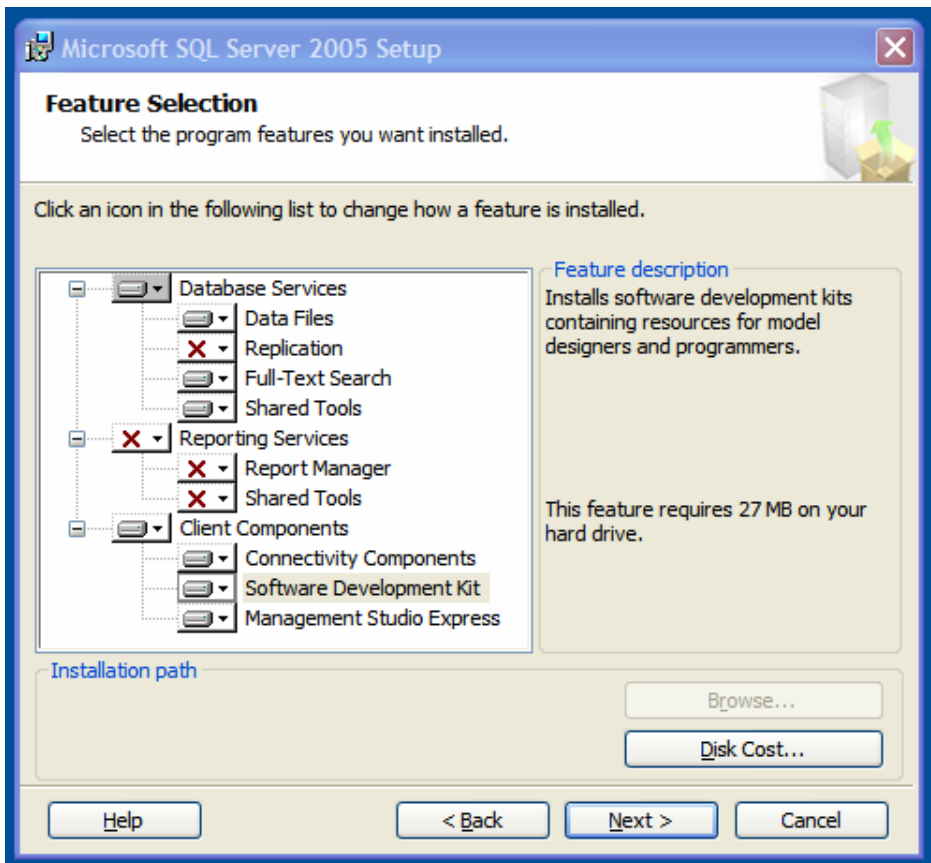 Microsoft SQL Server 2005 Setup
Feature Selection
Select the program features you want installed.
Click an icon in the following list to change how a feature is installed.
Database Services
Data Files
Replication
Full-Text Search
Shared Tools
Reporting Services
Report Manager
Shared Tools
Client Components
Connectivity Components
Software Development Kit
Management Studio Express
Feature description
Installs software development kits
containing resources for model
designers and programmers.
This feature requires 27 MB on your
hard drive.
Installation path
Browse...
Disk Cost...
Help
< Back
Next >
Cancel